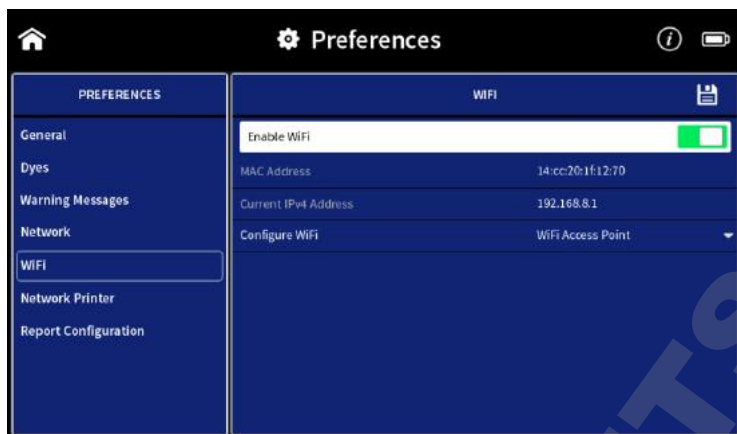 Preferences
PREFERENCES
General
Dyes
Warning Messages
Network
WiFi
Network Printer
Report Configuration
WIFI
Enable WiFi
MAC Address 14:cc:20:1f:12:70
Current IPv4 Address 192.168.8.1
Configure WiFi WiFi Access Point
TS